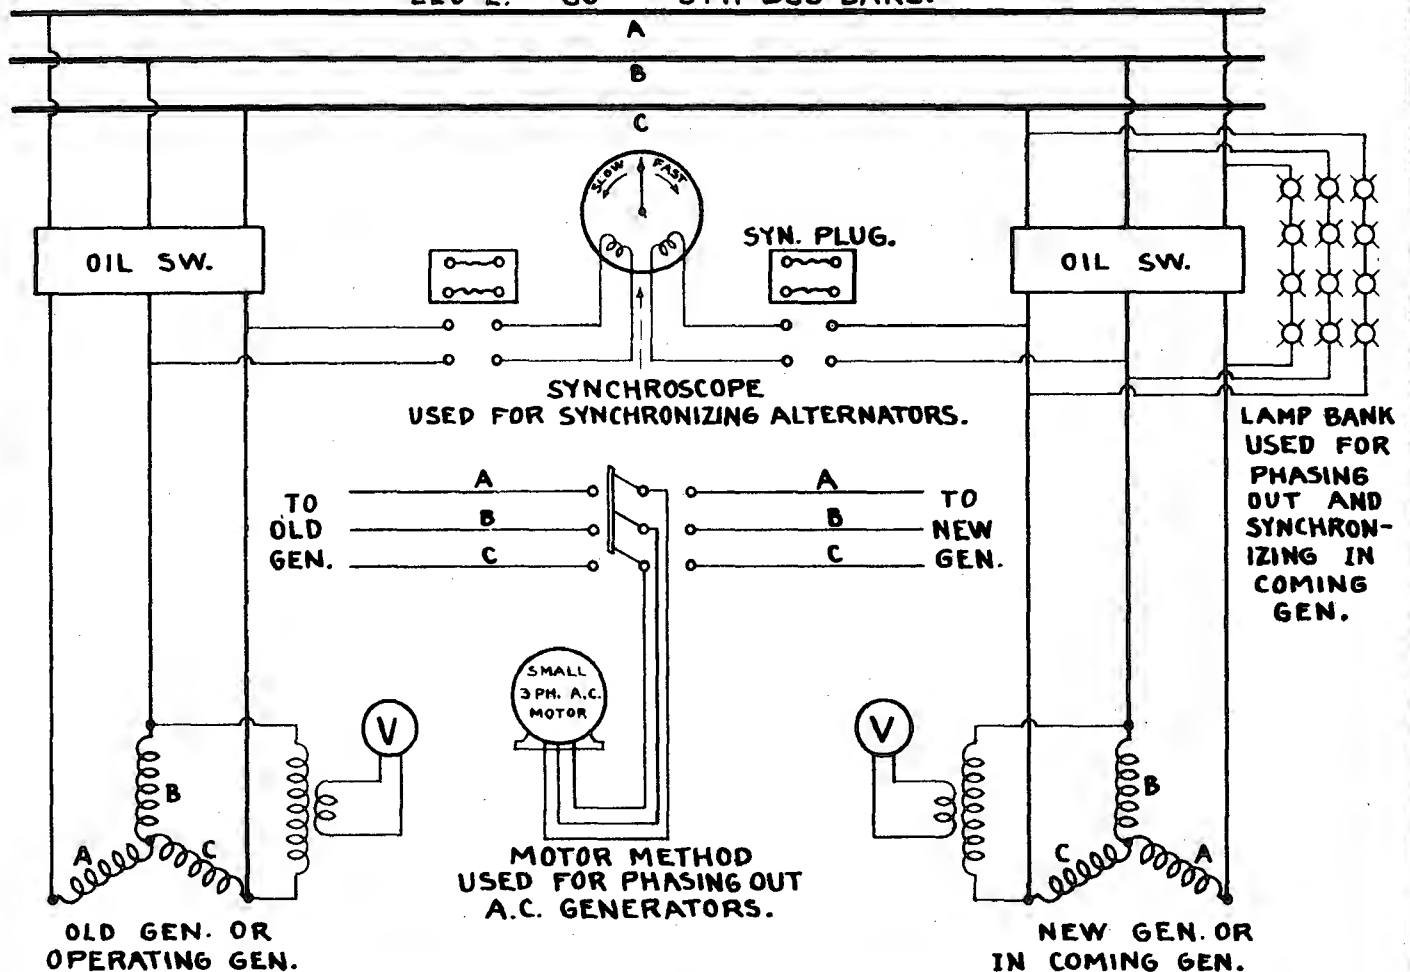 A
B
C
SLOW FAST
SYN. PLUG.
OIL SW.
OIL SW.
SYNCHROSCOPE
USED FOR SYNCHRONIZING ALTERNATORS.
LAMP BANK
USED FOR
PHASING
OUT AND
SYNCHRON-
IZING IN
COMING
GEN.
TO
OLD
GEN.
A
B
C
A
B
C
TO
NEW
GEN.
SMALL
3 PH. A.C.
MOTOR
V
V
B
A
C
B
C
A
MOTOR METHOD
USED FOR PHASING OUT
A.C. GENERATORS.
OLD GEN. OR
OPERATING GEN.
NEW GEN. OR
IN COMING GEN.